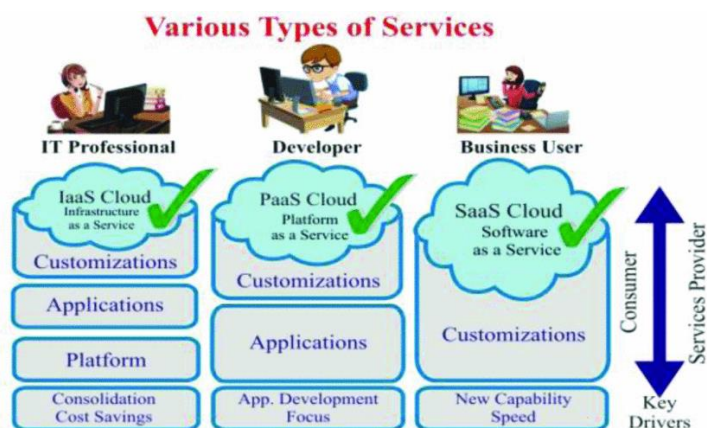 Various Types of Services
IT Professional
Developer
Business User
IaaS Cloud
Infrastructure
as a Service
Customizations
Applications
Platform
Consolidation
Cost Savings
PaaS Cloud
Platform
as a Service
Customizations
Applications
App. Development
Focus
SaaS Cloud
Software
as a Service
Customizations
New Capability
Speed
Consumer
Services Provider
Key
Drivers